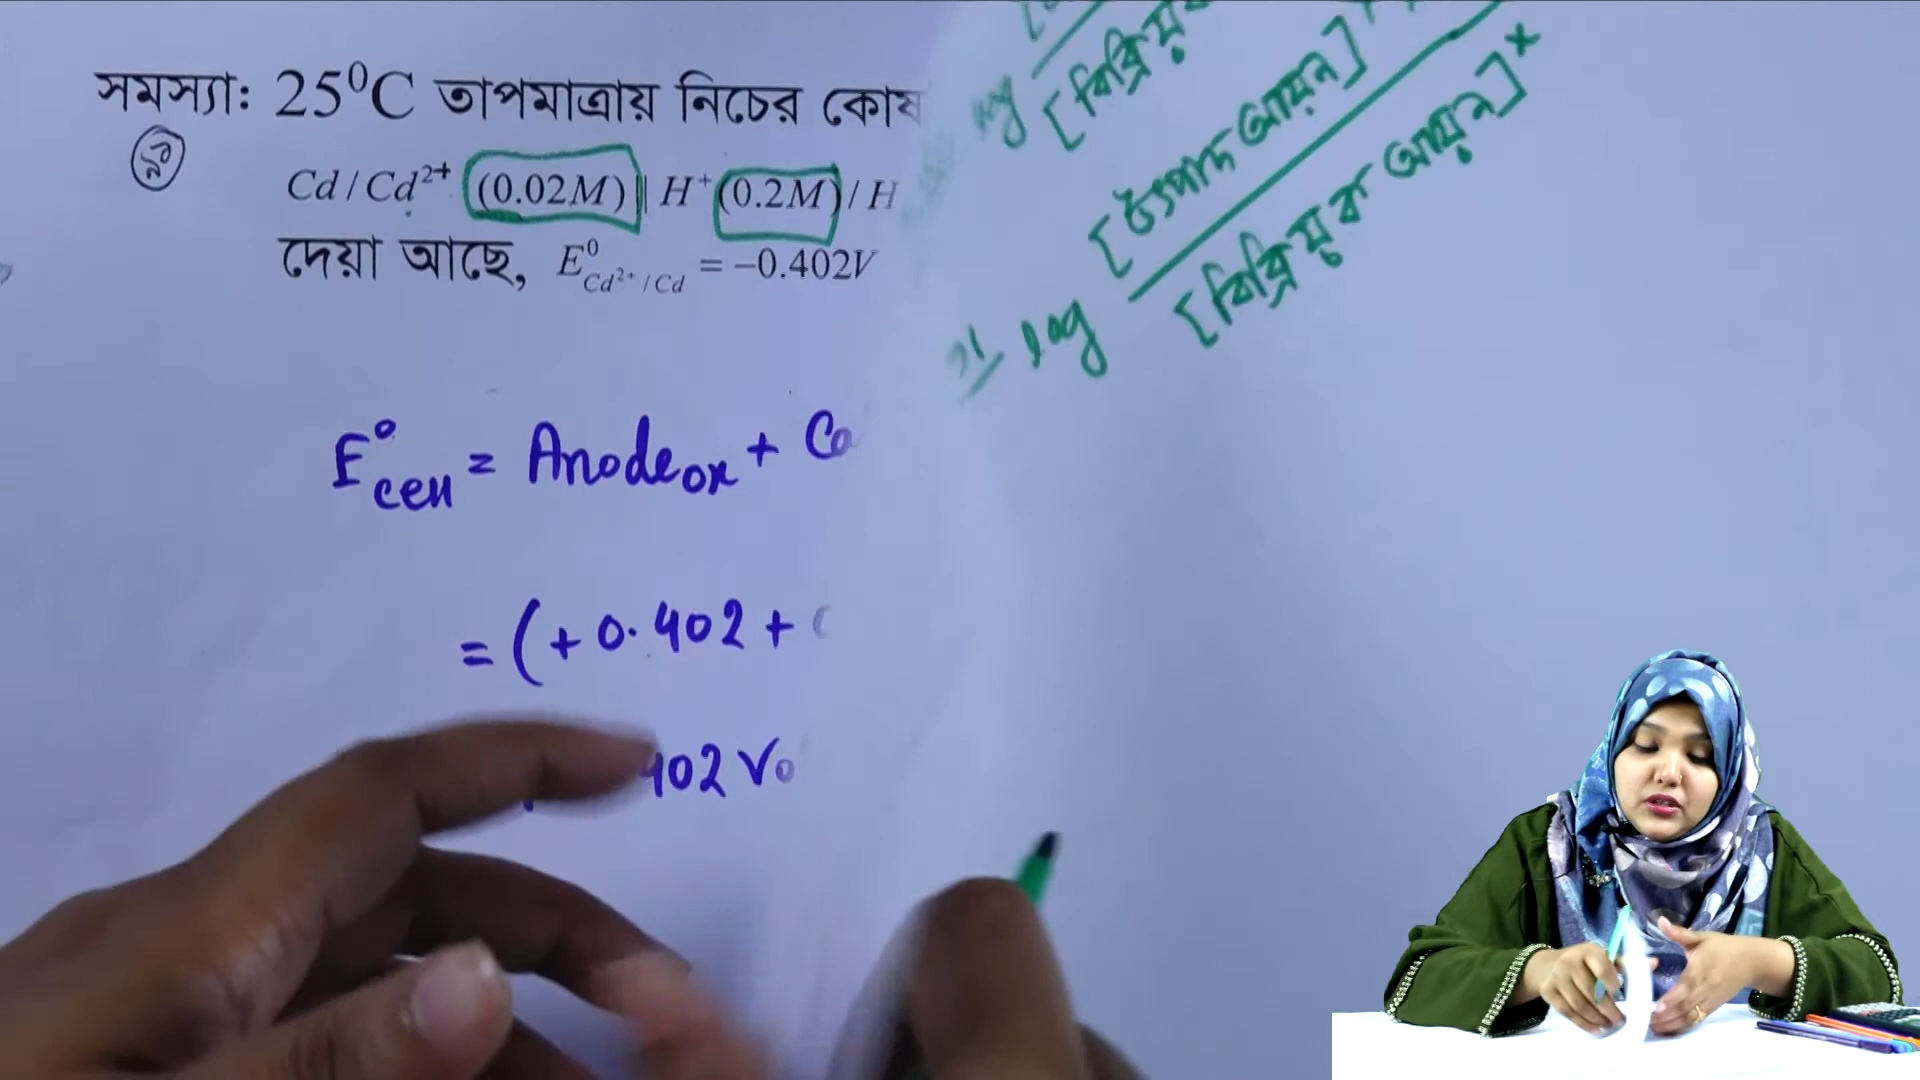 সমস্যাঃ 25⁰C তাপমাত্রায় নিচের কোষ
Cd / Cd²⁺ (0.02M) || H⁺ (0.2M) / H
দেয়া আছে, E⁰Cd²⁺/Cd = −0.402V
E°cell = Anodeox + Ca
= (+0.402 +
402 Vo
[বিক্রিয়
[উৎপাদ আয়ন]
log
[বিক্রিয়ক আয়ন]ˣ